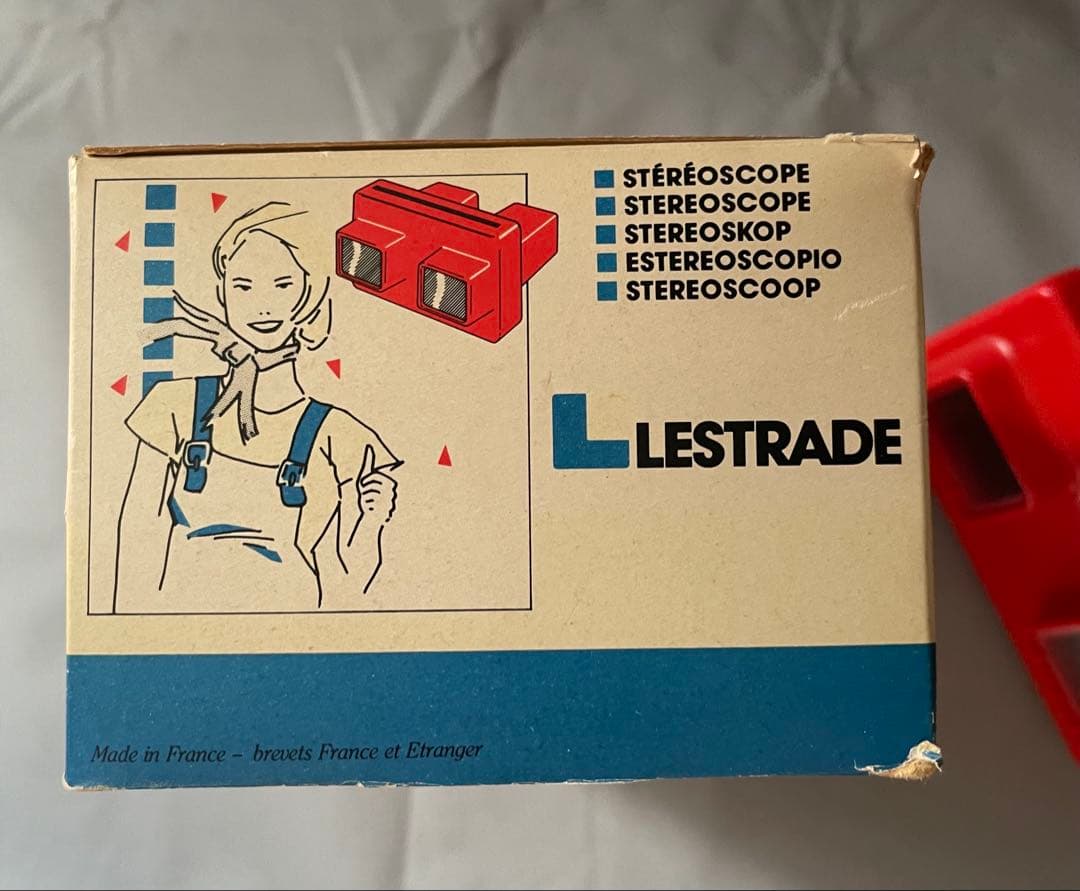 STÉRÉOSCOPE
STEREOSCOPE
STEREOSKOP
ESTEREOSCOPIO
STEREOSCOOP
LESTRADE
Made in France – brevets France et Etranger